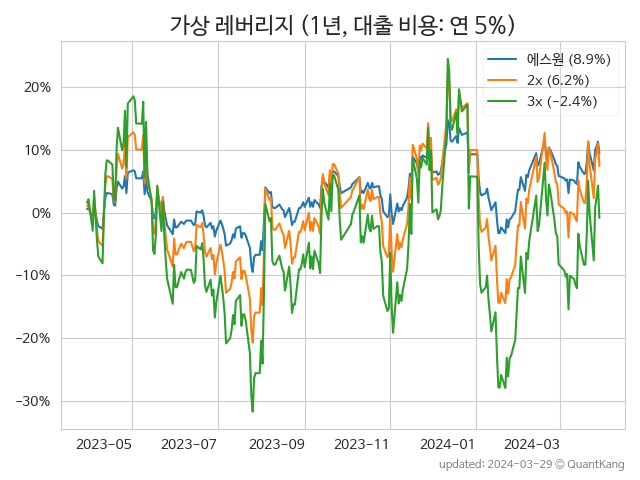 가상 레버리지 (1년, 대출 비용: 연 5%)
에스원 (8.9%)
2x (6.2%)
3x (−2.4%)
20%
10%
0%
−10%
−20%
−30%
2023-05 2023-07 2023-09 2023-11 2024-01 2024-03
updated: 2024-03-29 © QuantKang